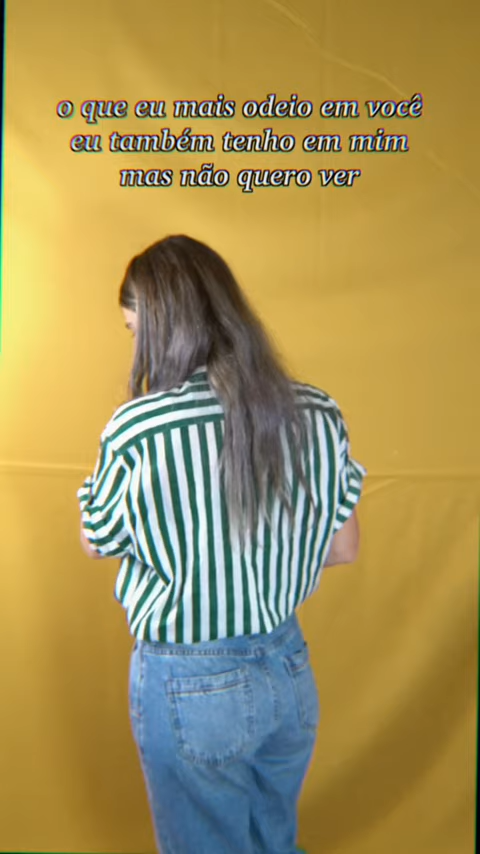 o que eu mais odeio em você
eu também tenho em mim
mas não quero ver